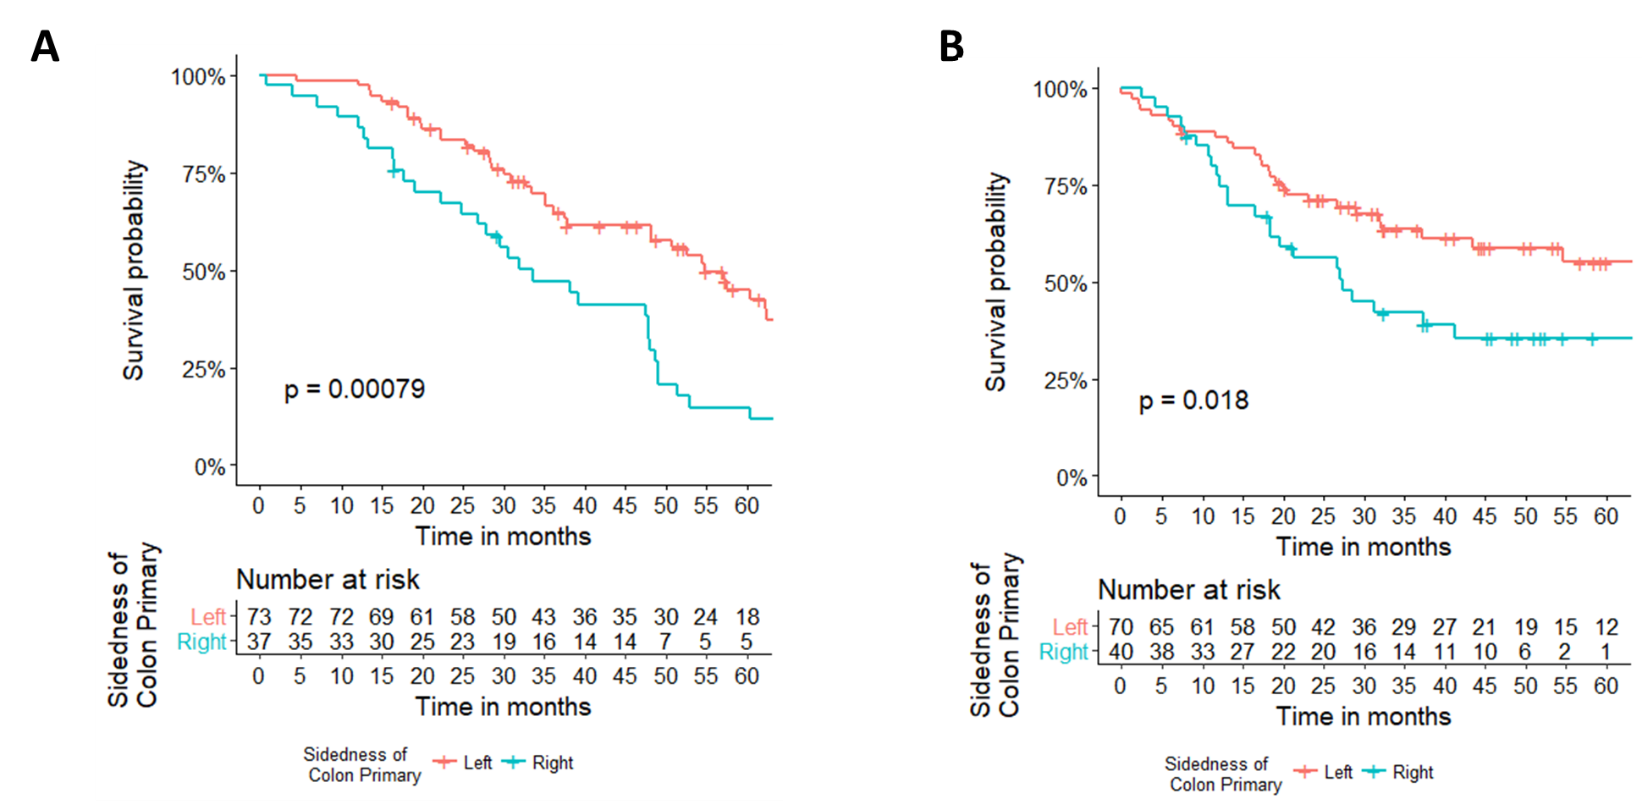 A
100%
75%
50%
25%
0%
Survival probability
p = 0.00079
0 5 10 15 20 25 30 35 40 45 50 55 60
Time in months
Number at risk
Sidedness of
Colon Primary
Left 73 72 72 69 61 58 50 43 36 35 30 24 18
Right 37 35 33 30 25 23 19 16 14 14 7 5 5
0 5 10 15 20 25 30 35 40 45 50 55 60
Time in months
Sidedness of
Colon Primary
Left Right
B
100%
75%
50%
25%
0%
Survival probability
p = 0.018
0 5 10 15 20 25 30 35 40 45 50 55 60
Time in months
Number at risk
Sidedness of
Colon Primary
Left 70 65 61 58 50 42 36 29 27 21 19 15 12
Right 40 38 33 27 22 20 16 14 11 10 6 2 1
0 5 10 15 20 25 30 35 40 45 50 55 60
Time in months
Sidedness of
Colon Primary
Left Right